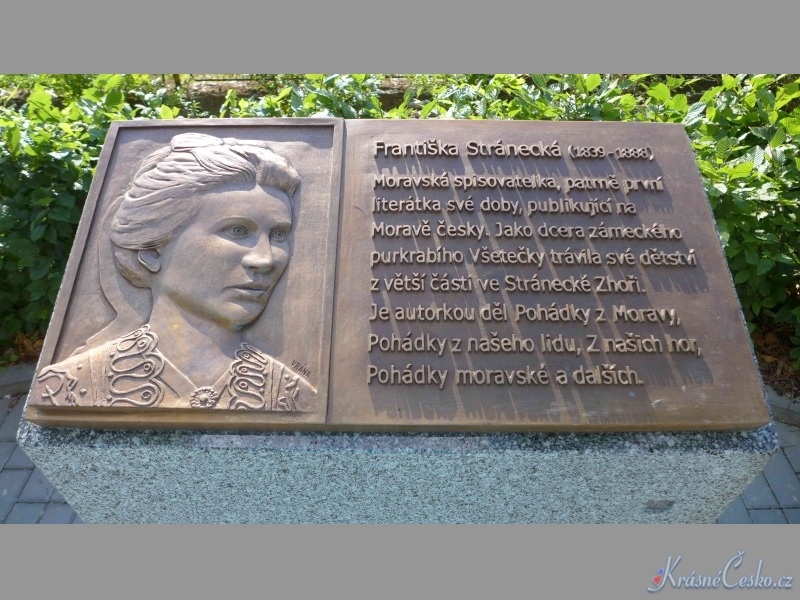 Františka Stránecká (1839 - 1888)
Moravská spisovatelka, patrně první
literátka své doby, publikující na
Moravě česky. Jako dcera zámeckého
purkrabího Všetečky trávila své dětství
z větší části ve Stránecké Zhoři.
Je autorkou děl Pohádky z Moravy,
Pohádky z našeho lidu, Z našich hor,
Pohádky moravské a dalších.
VRÁNA
KrásnéČesko.cz